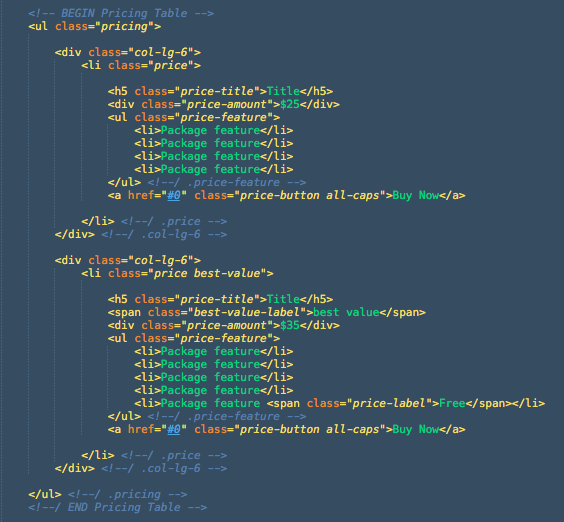 <!-- BEGIN Pricing Table -->
<ul class="pricing">
<div class="col-lg-6">
<li class="price">
<h5 class="price-title">Title</h5>
<div class="price-amount">$25</div>
<ul class="price-feature">
<li>Package feature</li>
<li>Package feature</li>
<li>Package feature</li>
<li>Package feature</li>
</ul> <!--/ .price-feature -->
<a href="#0" class="price-button all-caps">Buy Now</a>
</li> <!--/ .price -->
</div> <!--/ .col-lg-6 -->
<div class="col-lg-6">
<li class="price best-value">
<h5 class="price-title">Title</h5>
<span class="best-value-label">best value</span>
<div class="price-amount">$35</div>
<ul class="price-feature">
<li>Package feature</li>
<li>Package feature</li>
<li>Package feature</li>
<li>Package feature</li>
<li>Package feature <span class="price-label">Free</span></li>
</ul> <!--/ .price-feature -->
<a href="#0" class="price-button all-caps">Buy Now</a>
</li> <!--/ .price -->
</div> <!--/ .col-lg-6 -->
</ul> <!--/ .pricing -->
<!--/ END Pricing Table -->